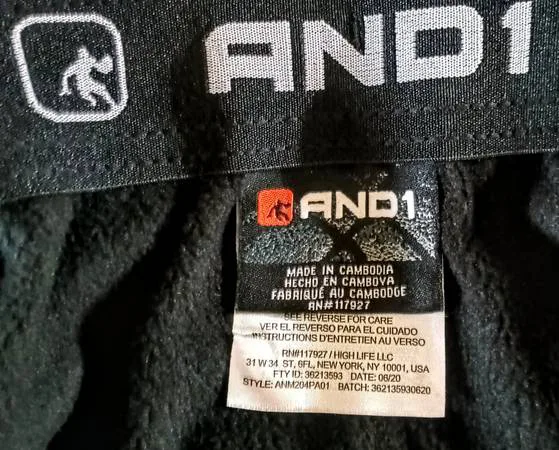 AND1
AND1
MADE IN CAMBODIA
HECHO EN CAMBOYA
FABRIQUÉ AU CAMBODGE
RN#117927
SEE REVERSE FOR CARE
VER EL REVERSO PARA EL CUIDADO
INSTRUCTIONS D'ENTRETIEN AU VERSO
RN#117927 / HIGH LIFE LLC
31 W 34 ST, 6FL, NEW YORK, NY 10001, USA
FTY ID: 36213593 DATE: 06/20
STYLE: ANM204PA01 BATCH: 362135930620